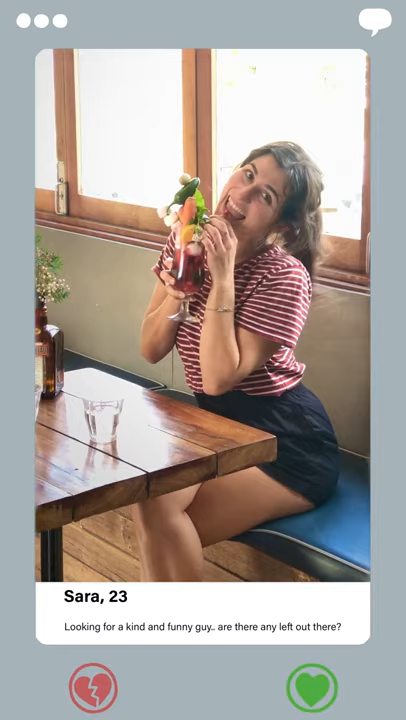 Sara, 23
Looking for a kind and funny guy.. are there any left out there?